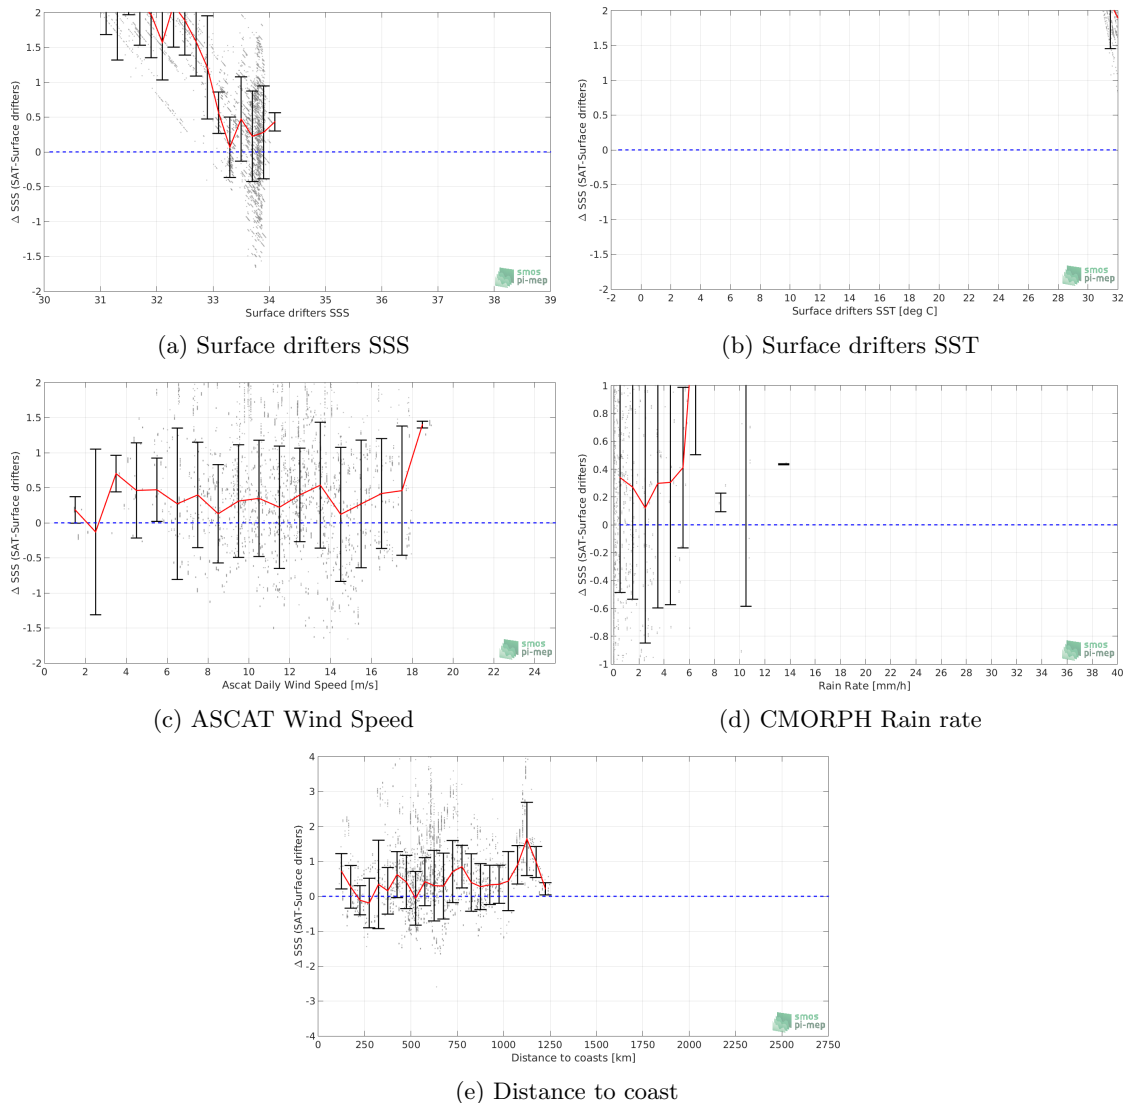 2
1.5
1
0.5
0
-0.5
-1
-1.5
-2
Δ SSS (SAT-Surface drifters)
30 31 32 33 34 35 36 37 38 39
Surface drifters SSS
smos
pi-mep
(a) Surface drifters SSS
2
1.5
1
0.5
0
-0.5
-1
-1.5
-2
Δ SSS (SAT-Surface drifters)
-2 0 2 4 6 8 10 12 14 16 18 20 22 24 26 28 30 32
Surface drifters SST [deg C]
smos
pi-mep
(b) Surface drifters SST
2
1.5
1
0.5
0
-0.5
-1
-1.5
-2
Δ SSS (SAT-Surface drifters)
0 2 4 6 8 10 12 14 16 18 20 22 24
Ascat Daily Wind Speed [m/s]
smos
pi-mep
(c) ASCAT Wind Speed
1
0.8
0.6
0.4
0.2
0
-0.2
-0.4
-0.6
-0.8
-1
Δ SSS (SAT-Surface drifters)
0 2 4 6 8 10 12 14 16 18 20 22 24 26 28 30 32 34 36 38 40
Rain Rate [mm/h]
smos
pi-mep
(d) CMORPH Rain rate
4
3
2
1
0
-1
-2
-3
-4
Δ SSS (SAT-Surface drifters)
0 250 500 750 1000 1250 1500 1750 2000 2250 2500 2750
Distance to coasts [km]
smos
pi-mep
(e) Distance to coast